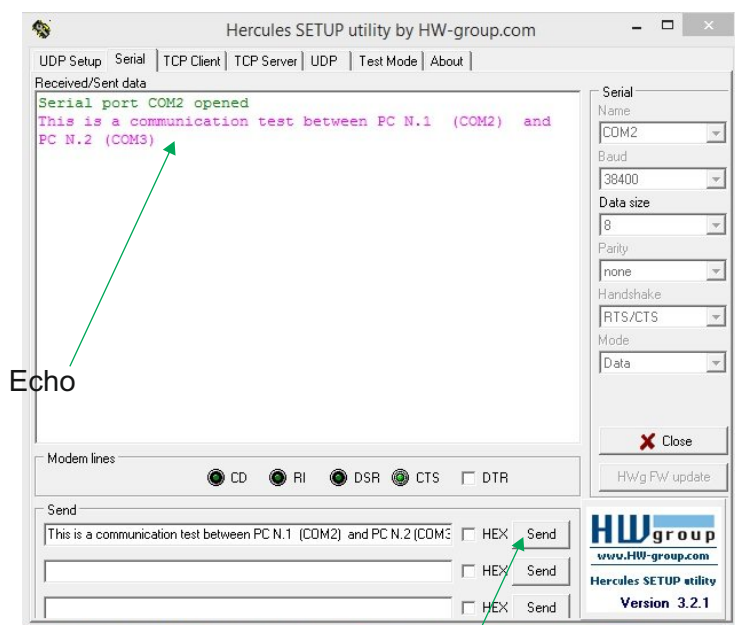 Hercules SETUP utility by HW-group.com
UDP Setup Serial TCP Client TCP Server UDP Test Mode About
Received/Sent data
Serial port COM2 opened
This is a communication test between PC N.1 (COM2) and
PC N.2 (COM3)
Serial
Name
COM2
Baud
38400
Data size
8
Parity
none
Handshake
RTS/CTS
Mode
Data
Echo
Close
HWg FW update
Modem lines
CD RI DSR CTS DTR
Send
This is a communication test between PC N.1 (COM2) and PC N.2 (COM3 HEX Send
HEX Send
HEX Send
HW group
www.HW-group.com
Hercules SETUP utility
Version 3.2.1